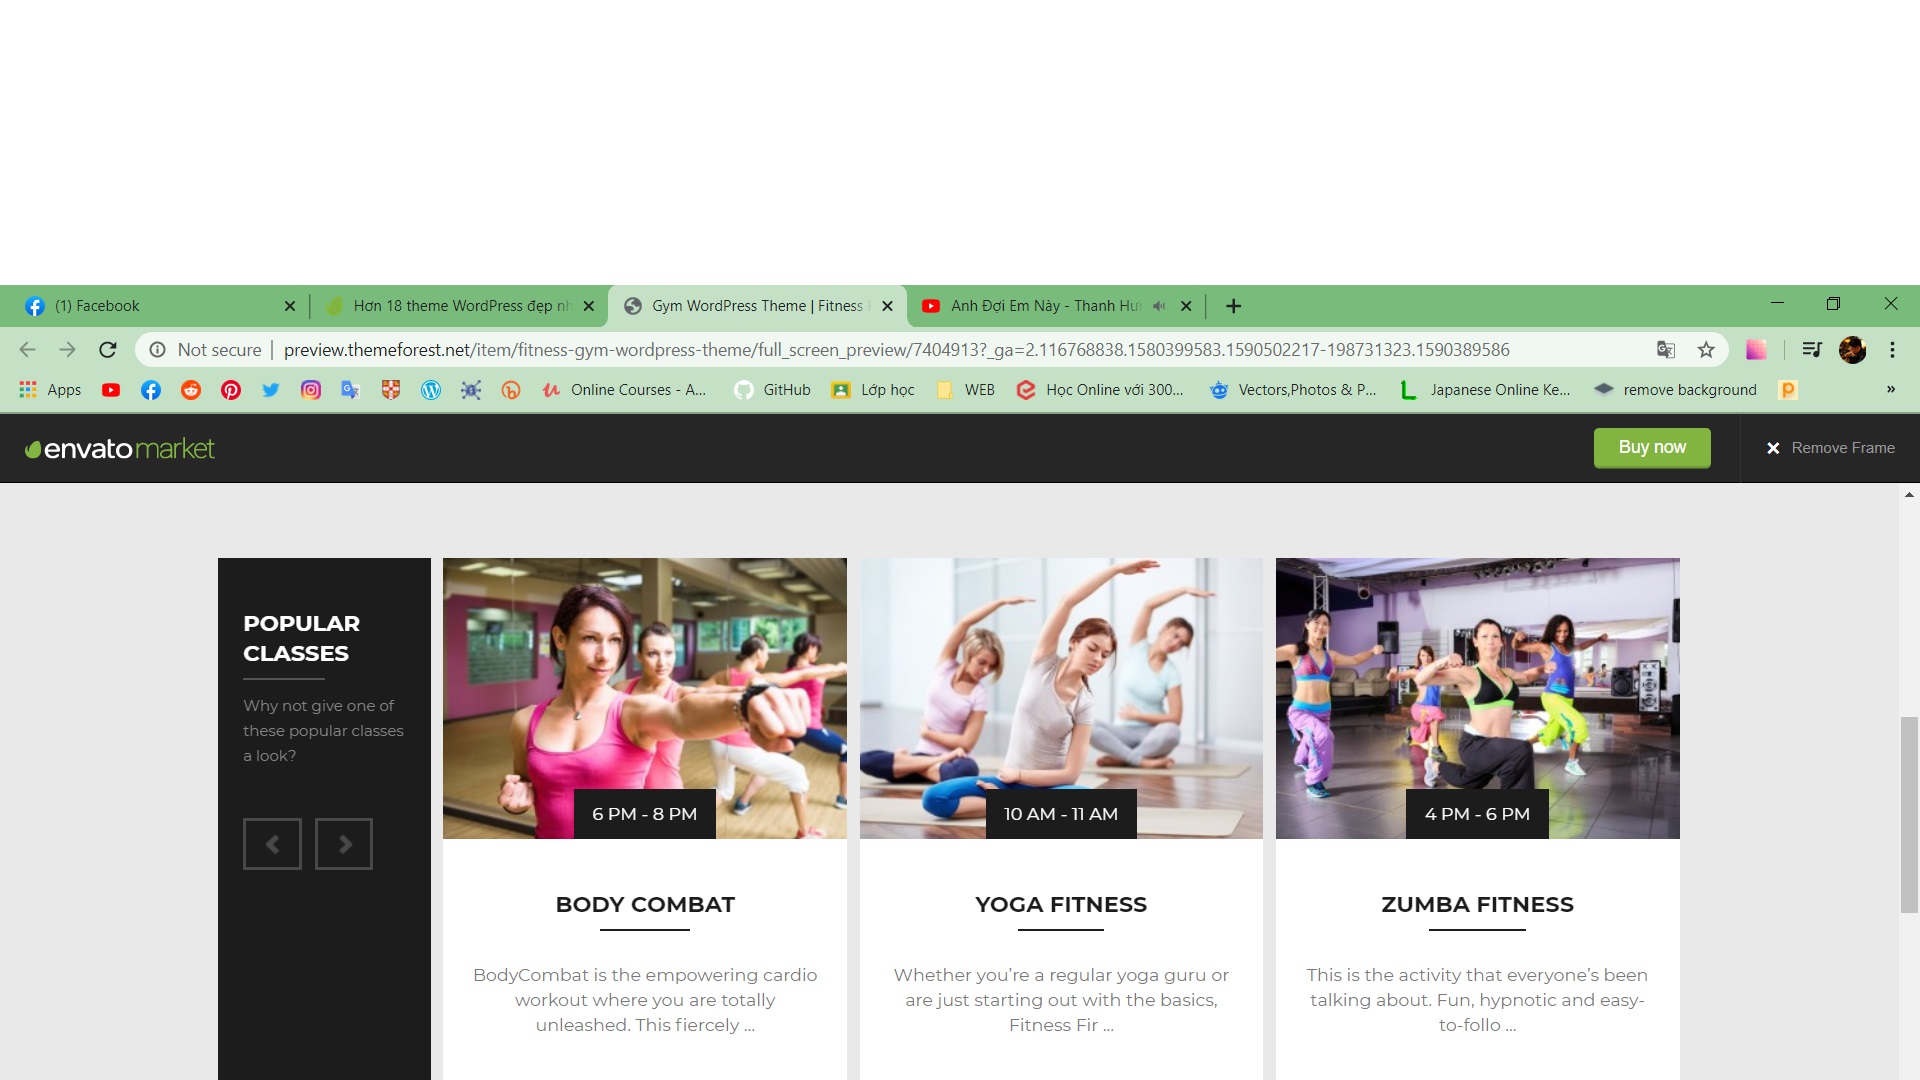 (1) Facebook
Hơn 18 theme WordPress đẹp nh
Gym WordPress Theme | Fitness
Anh Đợi Em Này - Thanh Hư
Not secure
preview.themeforest.net/item/fitness-gym-wordpress-theme/full_screen_preview/7404913?_ga=2.116768838.1580399583.1590502217-198731323.1590389586
Apps
Online Courses - A...
GitHub
Lớp học
WEB
Học Online với 300...
Vectors,Photos & P...
Japanese Online Ke...
remove background
»
envato market
Buy now
Remove Frame
POPULAR
CLASSES
Why not give one of
these popular classes
a look?
6 PM - 8 PM
BODY COMBAT
BodyCombat is the empowering cardio
workout where you are totally
unleashed. This fiercely ...
10 AM - 11 AM
YOGA FITNESS
Whether you’re a regular yoga guru or
are just starting out with the basics,
Fitness Fir ...
4 PM - 6 PM
ZUMBA FITNESS
This is the activity that everyone’s been
talking about. Fun, hypnotic and easy-
to-follo ...